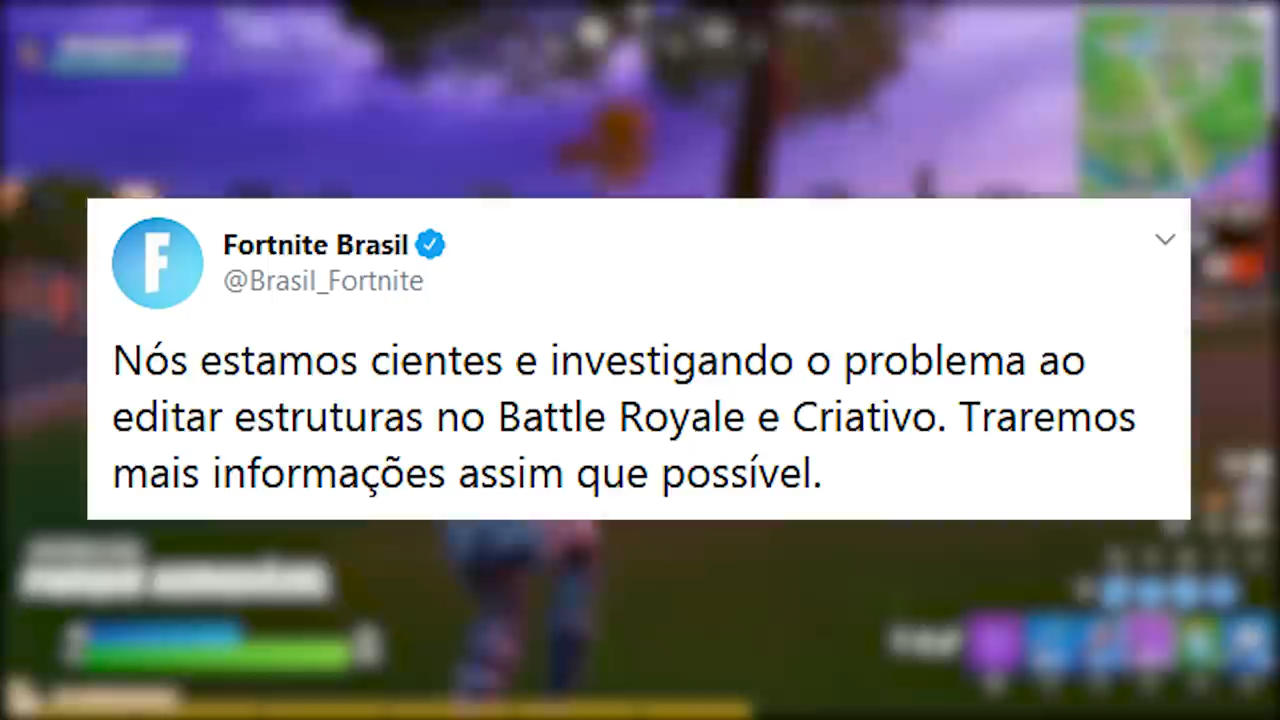 Fortnite Brasil
@Brasil_Fortnite
Nós estamos cientes e investigando o problema ao
editar estruturas no Battle Royale e Criativo. Traremos
mais informações assim que possível.